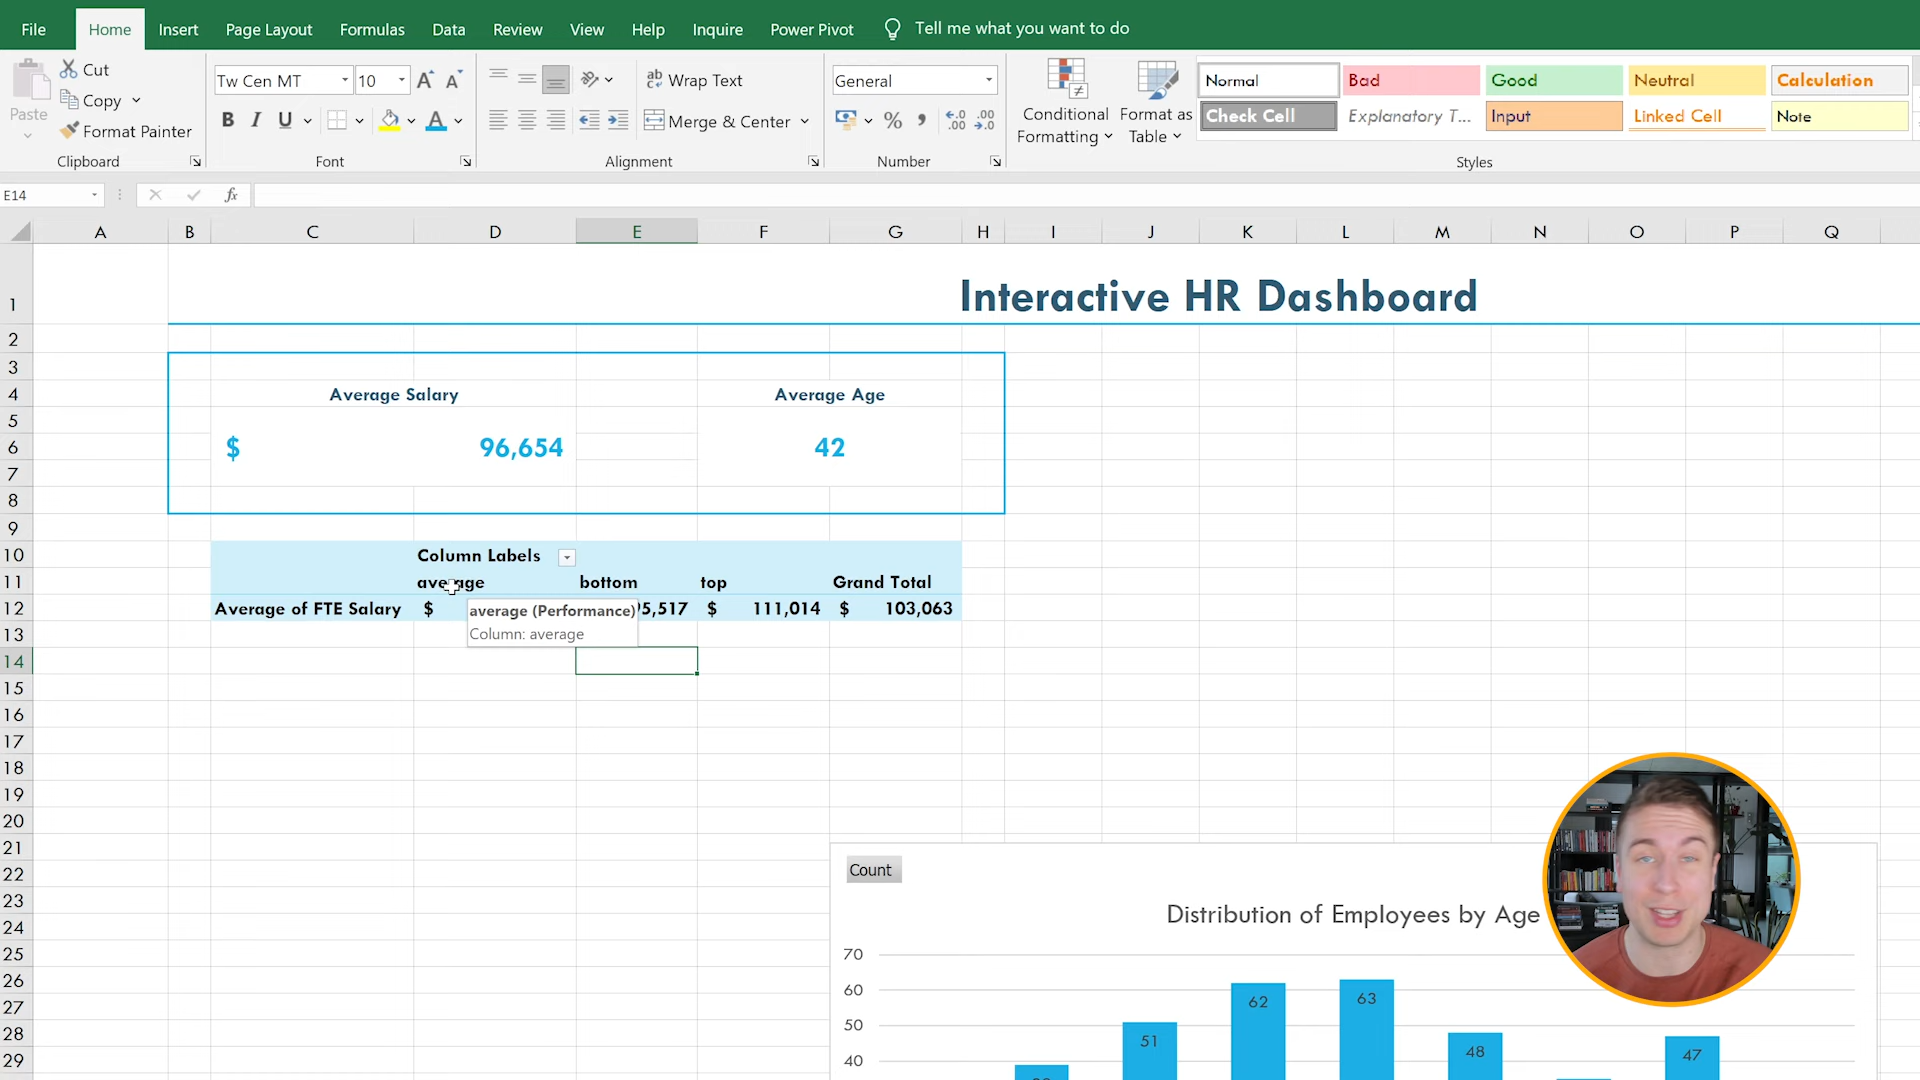 File Home Insert Page Layout Formulas Data Review View Help Inquire Power Pivot Tell me what you want to do
Paste
Cut
Copy
Format Painter
Clipboard
Tw Cen MT 10
B I U
Font
Wrap Text
Merge & Center
Alignment
General
Number
Conditional Formatting
Format as Table
Normal Bad Good Neutral Calculation
Check Cell Explanatory T... Input Linked Cell Note
Styles
E14 fx
A B C D E F G H I J K L M N O P Q
1 Interactive HR Dashboard
2
3
4 Average Salary Average Age
5
6 $ 96,654 42
7
8
9
10 Column Labels
11 average bottom top Grand Total
12 Average of FTE Salary $ 5,517 $ 111,014 $ 103,063
average (Performance)
Column: average
13
14
15
16
17
18
19
20
21
22 Count
23
24 Distribution of Employees by Age
25 70
26 60 62 63
27 50
28 51 48 47
29 40